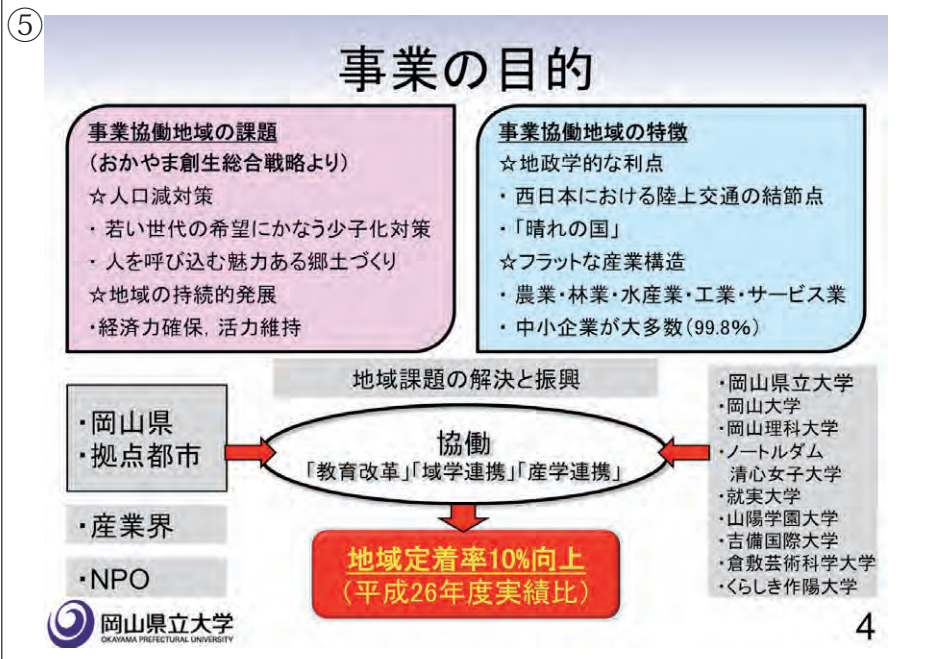 ⑤
事業の目的
事業協働地域の課題
(おかやま創生総合戦略より)
☆人口減対策
・若い世代の希望にかなう少子化対策
・人を呼び込む魅力ある郷土づくり
☆地域の持続的発展
・経済力確保, 活力維持
事業協働地域の特徴
☆地政学的な利点
・西日本における陸上交通の結節点
・「晴れの国」
☆フラットな産業構造
・農業・林業・水産業・工業・サービス業
・中小企業が大多数(99.8%)
地域課題の解決と振興
・岡山県
・拠点都市
・産業界
・NPO
協働
「教育改革」「域学連携」「産学連携」
地域定着率10%向上
(平成26年度実績比)
・岡山県立大学
・岡山大学
・岡山理科大学
・ノートルダム
清心女子大学
・就実大学
・山陽学園大学
・吉備国際大学
・倉敷芸術科学大学
・くらしき作陽大学
岡山県立大学
OKAYAMA PREFECTURAL UNIVERSITY
4